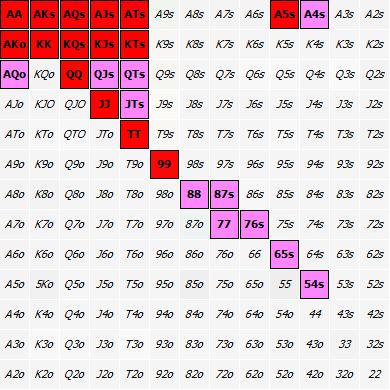 AA AKs AQs AJs ATs A9s A8s A7s A6s A5s A4s A3s A2s
AKo KK KQs KJs KTs K9s K8s K7s K6s K5s K4s K3s K2s
AQo KQo QQ QJs QTs Q9s Q8s Q7s Q6s Q5s Q4s Q3s Q2s
AJo KJO QJO JJ JTs J9s J8s J7s J6s J5s J4s J3s J2s
ATo KTo QTO JTo TT T9s T8s T7s T6s T5s T4s T3s T2s
A9o K9o Q9o J9o T9o 99 98s 97s 96s 95s 94s 93s 92s
A8o K8o Q8o J8o T8o 98o 88 87s 86s 85s 84s 83s 82s
A7o K7o Q7o J7o T7o 97o 87o 77 76s 75s 74s 73s 72s
A6o K6o Q6o J6o T6o 96o 86o 76o 66 65s 64s 63s 62s
A5o 5Ko Q5o J5o T5o 95o 85o 75o 65o 55 54s 53s 52s
A4o K4o Q4o J4o T4o 94o 84o 74o 64o 54o 44 43s 42s
A3o K3o Q3o J3o T3o 93o 83o 73o 63o 53o 43o 33 32s
A2o K2o Q2o J2o T2o 92o 82o 72o 62o 52o 42o 32o 22